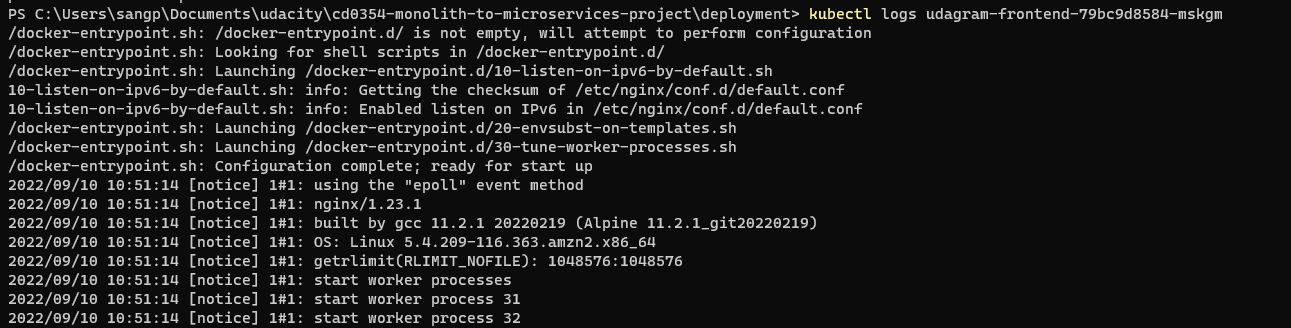 PS C:\Users\sangp\Documents\udacity\cd0354-monolith-to-microservices-project\deployment> kubectl logs udagram-frontend-79bc9d8584-mskgm
/docker-entrypoint.sh: /docker-entrypoint.d/ is not empty, will attempt to perform configuration
/docker-entrypoint.sh: Looking for shell scripts in /docker-entrypoint.d/
/docker-entrypoint.sh: Launching /docker-entrypoint.d/10-listen-on-ipv6-by-default.sh
10-listen-on-ipv6-by-default.sh: info: Getting the checksum of /etc/nginx/conf.d/default.conf
10-listen-on-ipv6-by-default.sh: info: Enabled listen on IPv6 in /etc/nginx/conf.d/default.conf
/docker-entrypoint.sh: Launching /docker-entrypoint.d/20-envsubst-on-templates.sh
/docker-entrypoint.sh: Launching /docker-entrypoint.d/30-tune-worker-processes.sh
/docker-entrypoint.sh: Configuration complete; ready for start up
2022/09/10 10:51:14 [notice] 1#1: using the "epoll" event method
2022/09/10 10:51:14 [notice] 1#1: nginx/1.23.1
2022/09/10 10:51:14 [notice] 1#1: built by gcc 11.2.1 20220219 (Alpine 11.2.1_git20220219)
2022/09/10 10:51:14 [notice] 1#1: OS: Linux 5.4.209-116.363.amzn2.x86_64
2022/09/10 10:51:14 [notice] 1#1: getrlimit(RLIMIT_NOFILE): 1048576:1048576
2022/09/10 10:51:14 [notice] 1#1: start worker processes
2022/09/10 10:51:14 [notice] 1#1: start worker process 31
2022/09/10 10:51:14 [notice] 1#1: start worker process 32